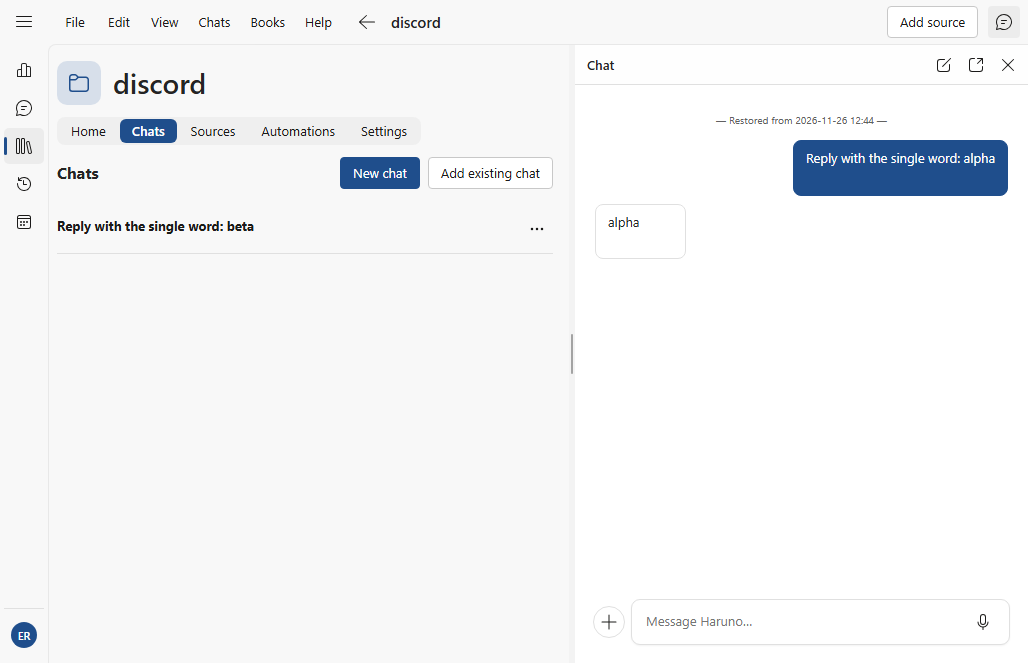 File Edit View Chats Books Help discord Add source
discord
Home Chats Sources Automations Settings
Chats New chat Add existing chat
Reply with the single word: beta
ER
Chat
— Restored from 2026-11-26 12:44 —
Reply with the single word: alpha
alpha
Message Haruno...